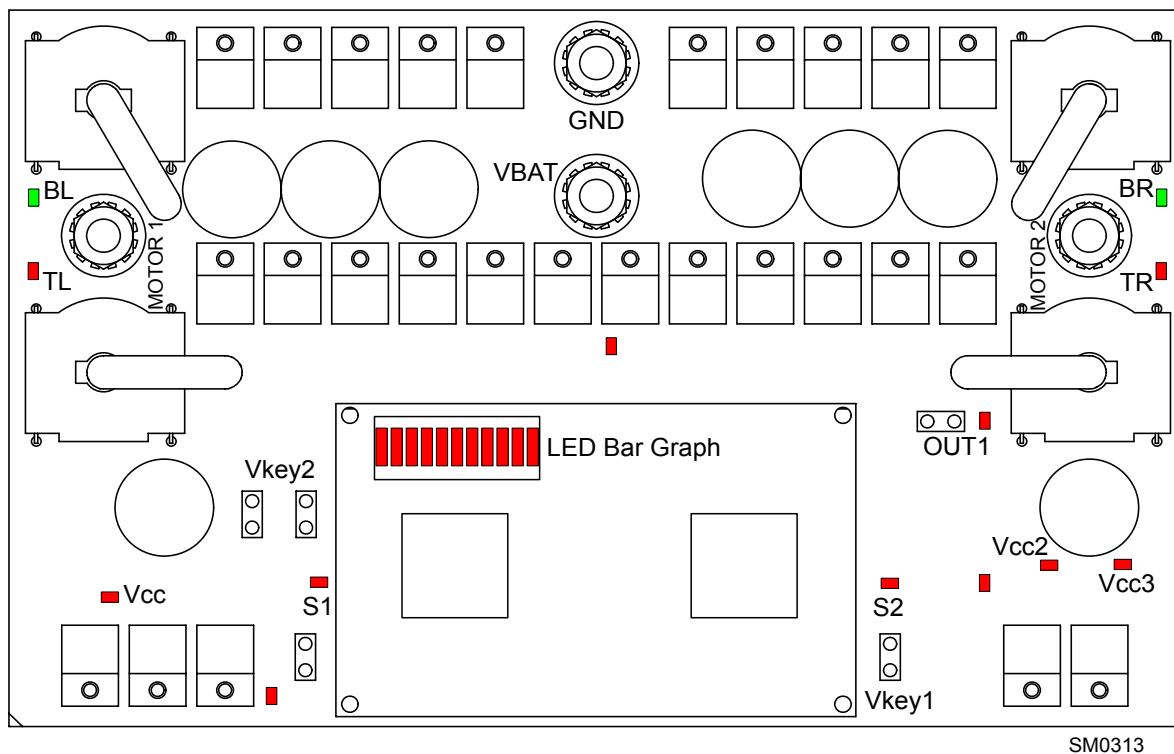 GND
VBAT
BL
BR
MOTOR 1
MOTOR 2
TL
TR
LED Bar Graph
OUT1
Vkey2
Vcc2
Vcc3
Vcc
S1
S2
Vkey1
SM0313